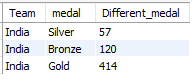 Team medal Different_medal
India Silver 57
India Bronze 120
India Gold 414